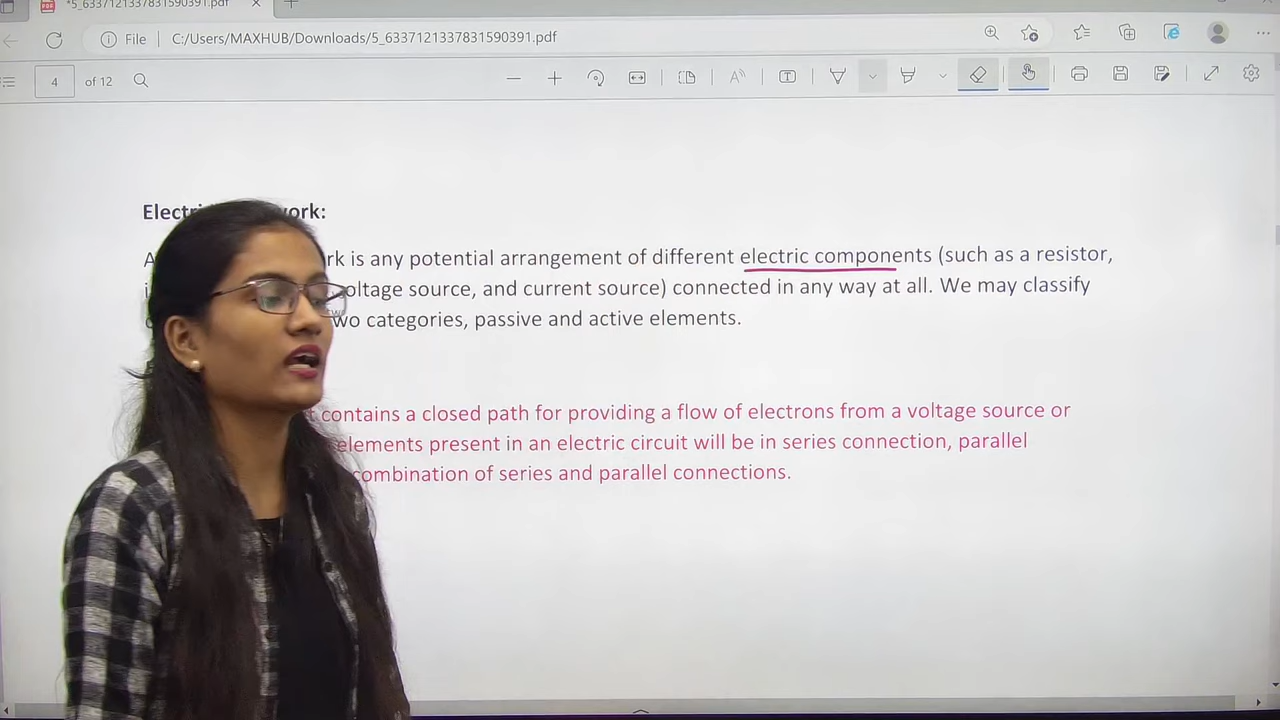 *5_6337121337831590391.pdf
File C:/Users/MAXHUB/Downloads/5_6337121337831590391.pdf
4 of 12
Electri ork:
A rk is any potential arrangement of different electric components (such as a resistor,
oltage source, and current source) connected in any way at all. We may classify
wo categories, passive and active elements.
t contains a closed path for providing a flow of electrons from a voltage source or
elements present in an electric circuit will be in series connection, parallel
combination of series and parallel connections.